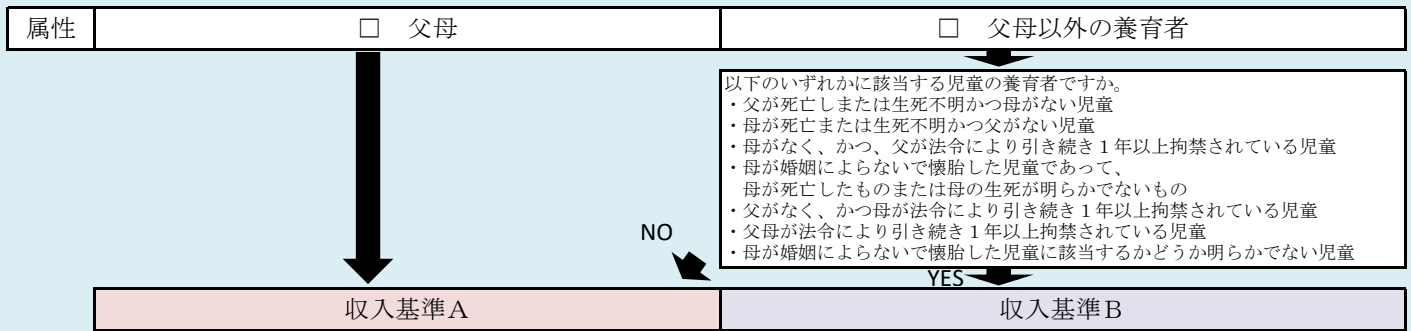 属性
□ 父母
□ 父母以外の養育者
以下のいずれかに該当する児童の養育者ですか。
・父が死亡しまたは生死不明かつ母がない児童
・母が死亡または生死不明かつ父がない児童
・母がなく、かつ、父が法令により引き続き１年以上拘禁されている児童
・母が婚姻によらないで懐胎した児童であって、
母が死亡したものまたは母の生死が明らかでないもの
・父がなく、かつ母が法令により引き続き１年以上拘禁されている児童
・父母が法令により引き続き１年以上拘禁されている児童
・母が婚姻によらないで懐胎した児童に該当するかどうか明らかでない児童
NO
YES
収入基準Ａ
収入基準Ｂ